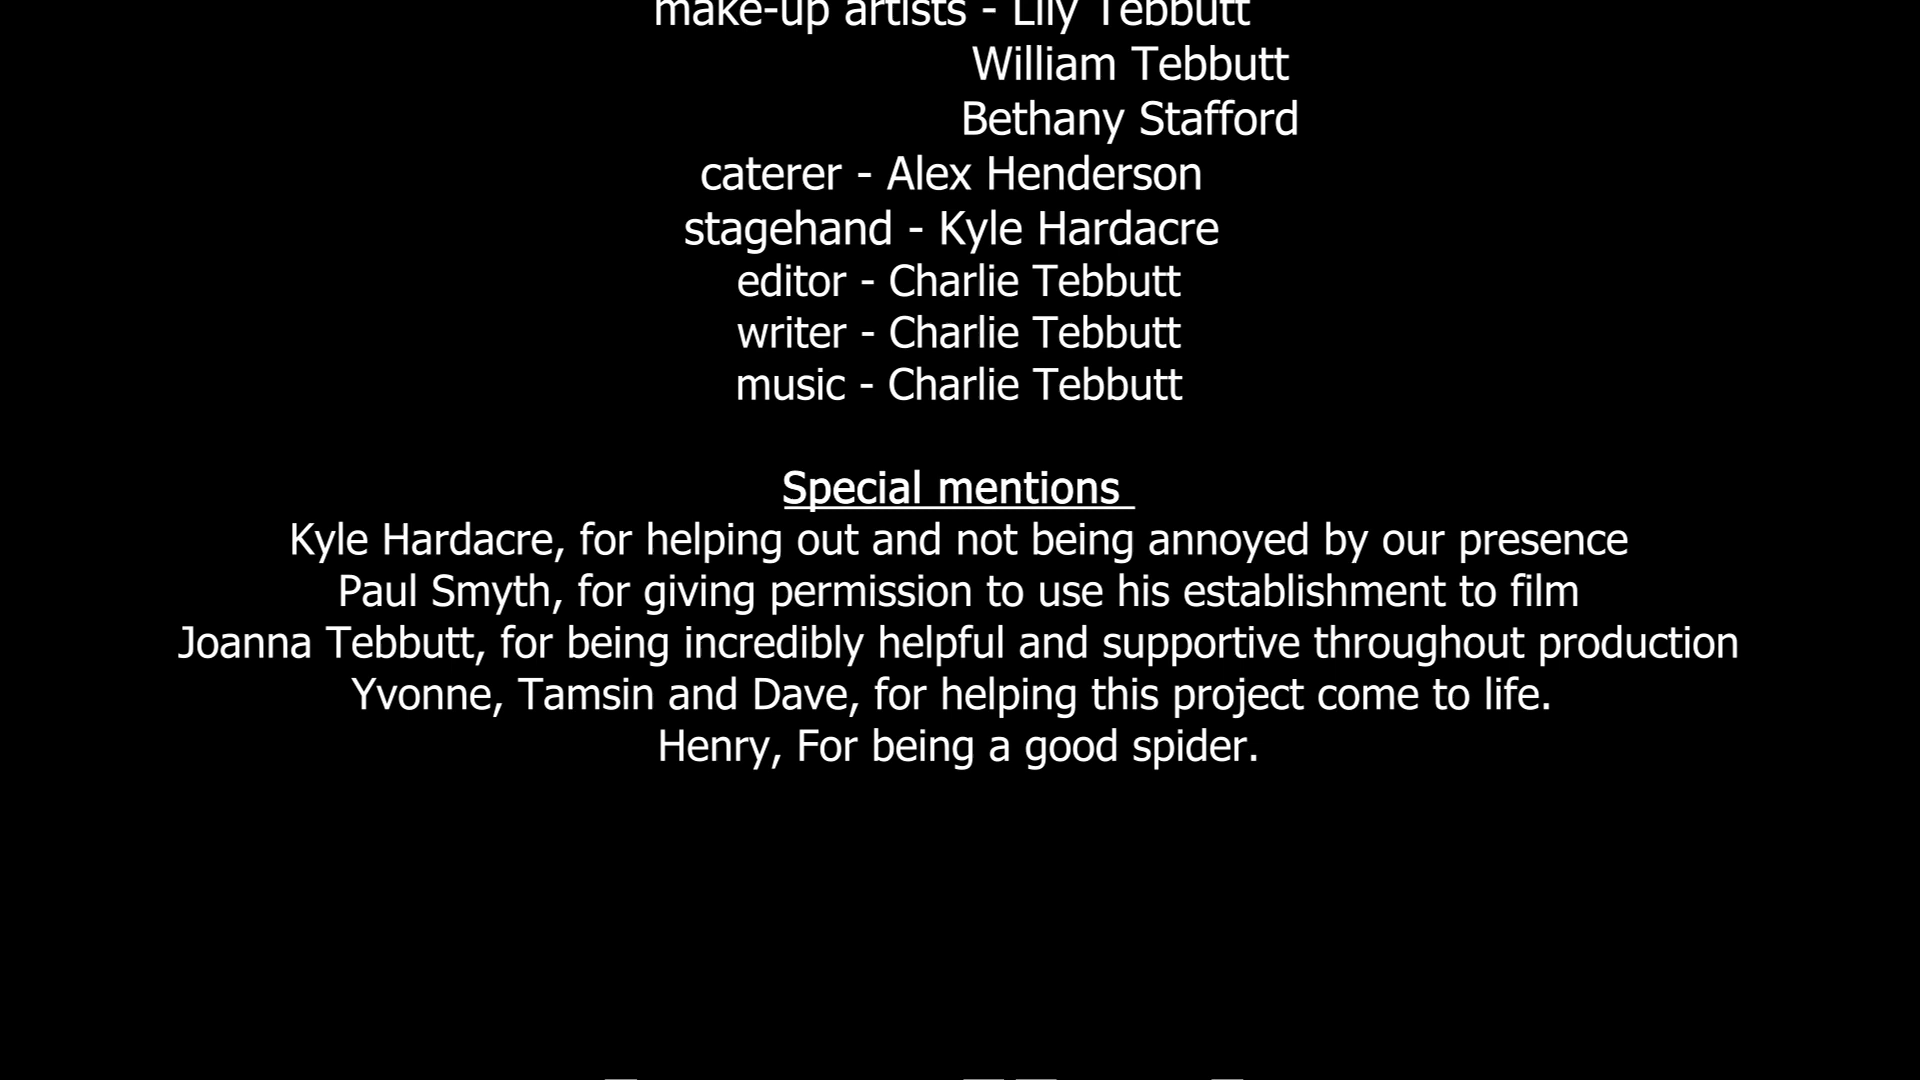 make-up artists - Lily Tebbutt
William Tebbutt
Bethany Stafford
caterer - Alex Henderson
stagehand - Kyle Hardacre
editor - Charlie Tebbutt
writer - Charlie Tebbutt
music - Charlie Tebbutt
Special mentions
Kyle Hardacre, for helping out and not being annoyed by our presence
Paul Smyth, for giving permission to use his establishment to film
Joanna Tebbutt, for being incredibly helpful and supportive throughout production
Yvonne, Tamsin and Dave, for helping this project come to life.
Henry, For being a good spider.